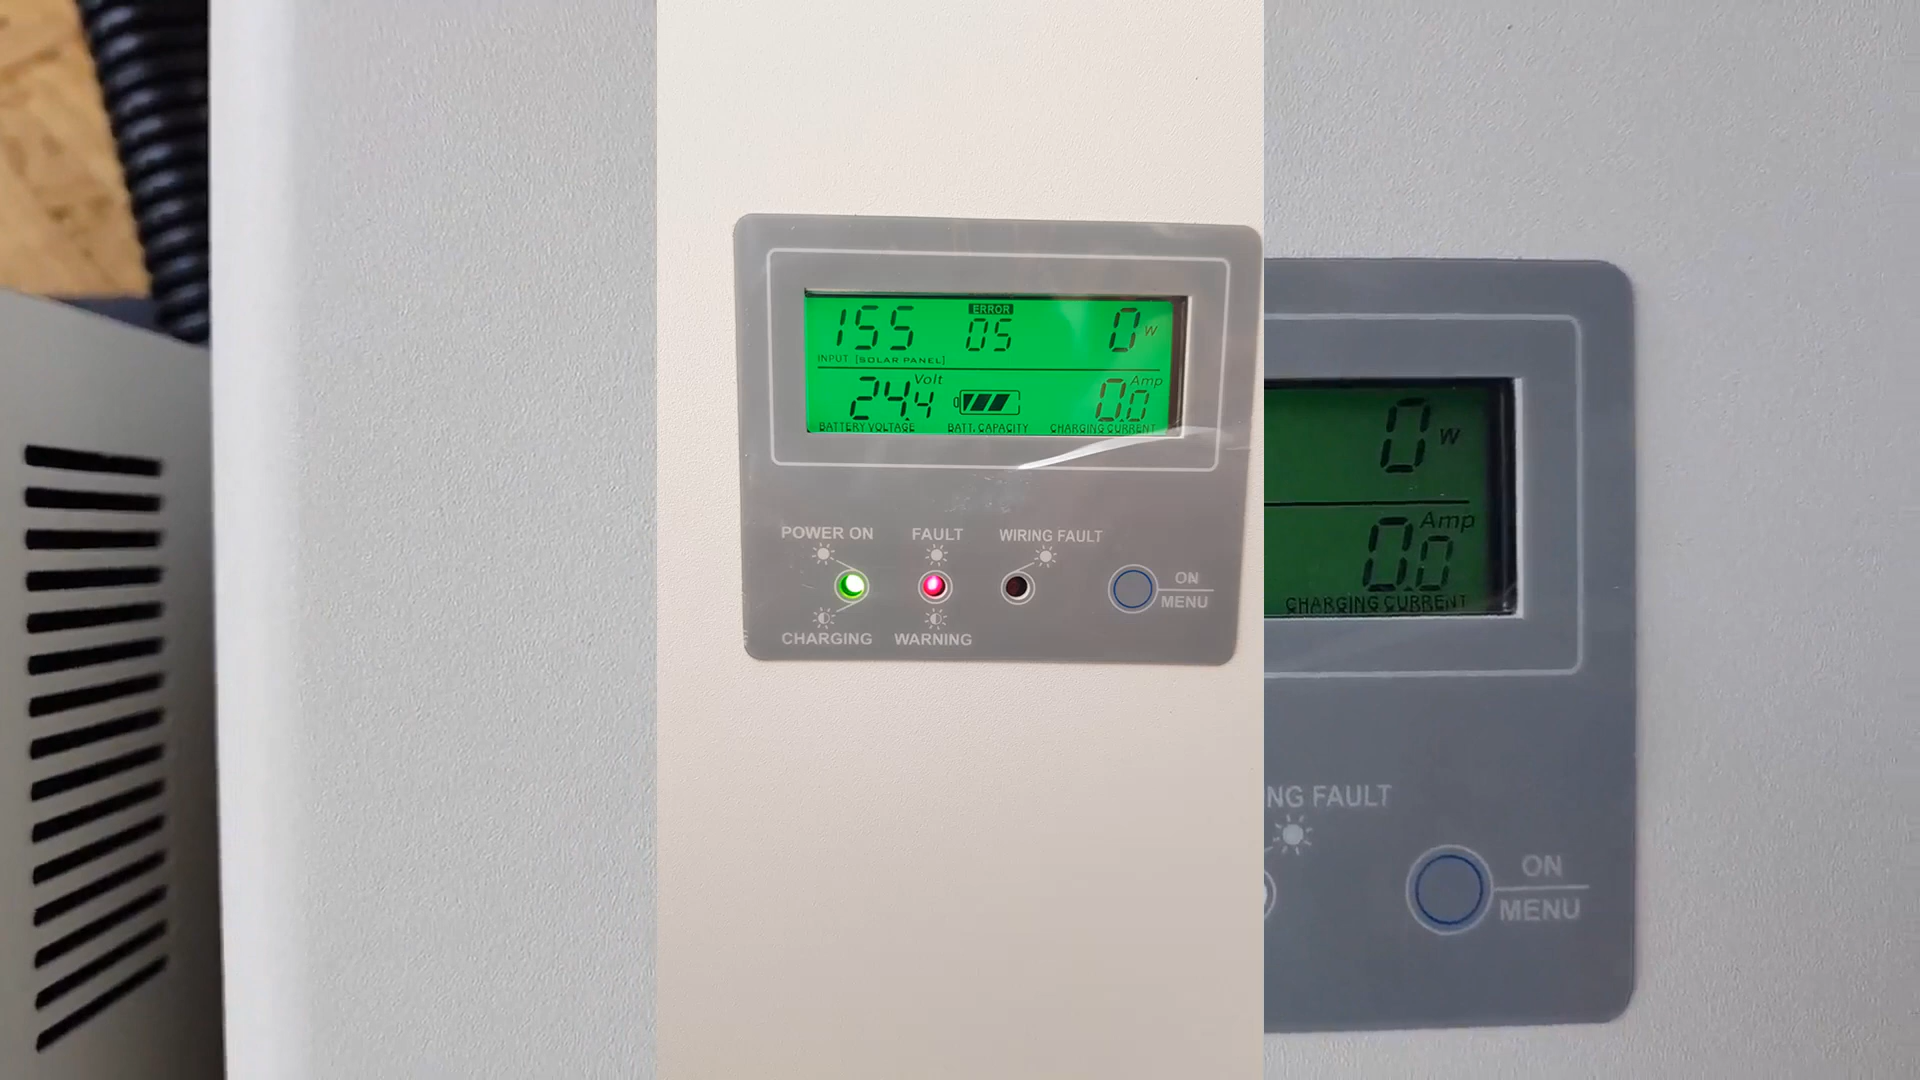 ERROR
155 05 0 W
INPUT [SOLAR PANEL]
24.4 Volt 0.0 Amp
BATTERY VOLTAGE BATT. CAPACITY CHARGING CURRENT
POWER ON FAULT WIRING FAULT
ON
MENU
CHARGING WARNING
0 W
0.0 Amp
CHARGING CURRENT
NG FAULT
ON
MENU